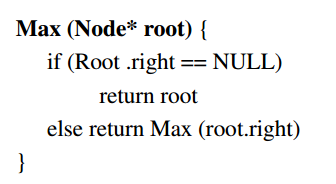 Max (Node* root) {
if (Root .right == NULL)
return root
else return Max (root.right)
}